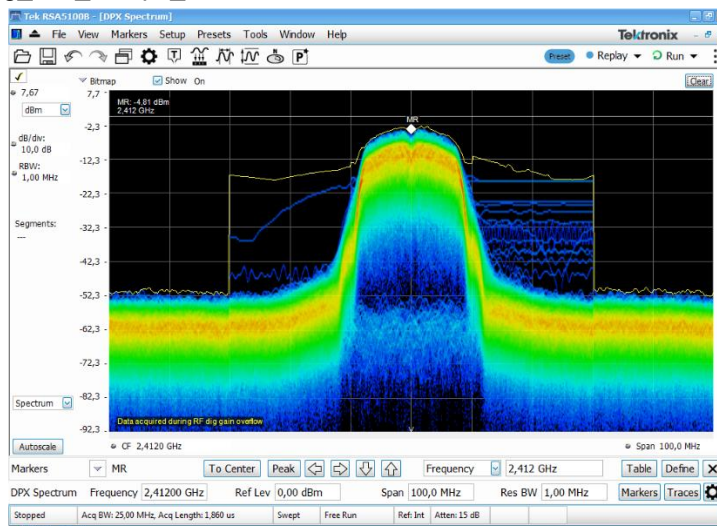 Tek RSA5100B - [DPX Spectrum]
File View Markers Setup Presets Tools Window Help
Tektronix
Preset Replay Run
Bitmap Show On Clear
7,67
dBm
dB/div:
10,0 dB
RBW:
1,00 MHz
Segments:
---
Spectrum
Autoscale
7,7
-2,3
-12,3
-22,3
-32,3
-42,3
-52,3
-62,3
-72,3
-82,3
-92,3
MR: -4,81 dBm
2,412 GHz
MR
Data acquired during RF dig gain overflow
CF 2,4120 GHz Span 100,0 MHz
Markers MR To Center Peak Frequency 2,412 GHz Table Define X
DPX Spectrum Frequency 2,41200 GHz Ref Lev 0,00 dBm Span 100,0 MHz Res BW 1,00 MHz Markers Traces
Stopped Acq BW: 25,00 MHz, Acq Length: 1,860 us Swept Free Run Ref: Int Atten: 15 dB